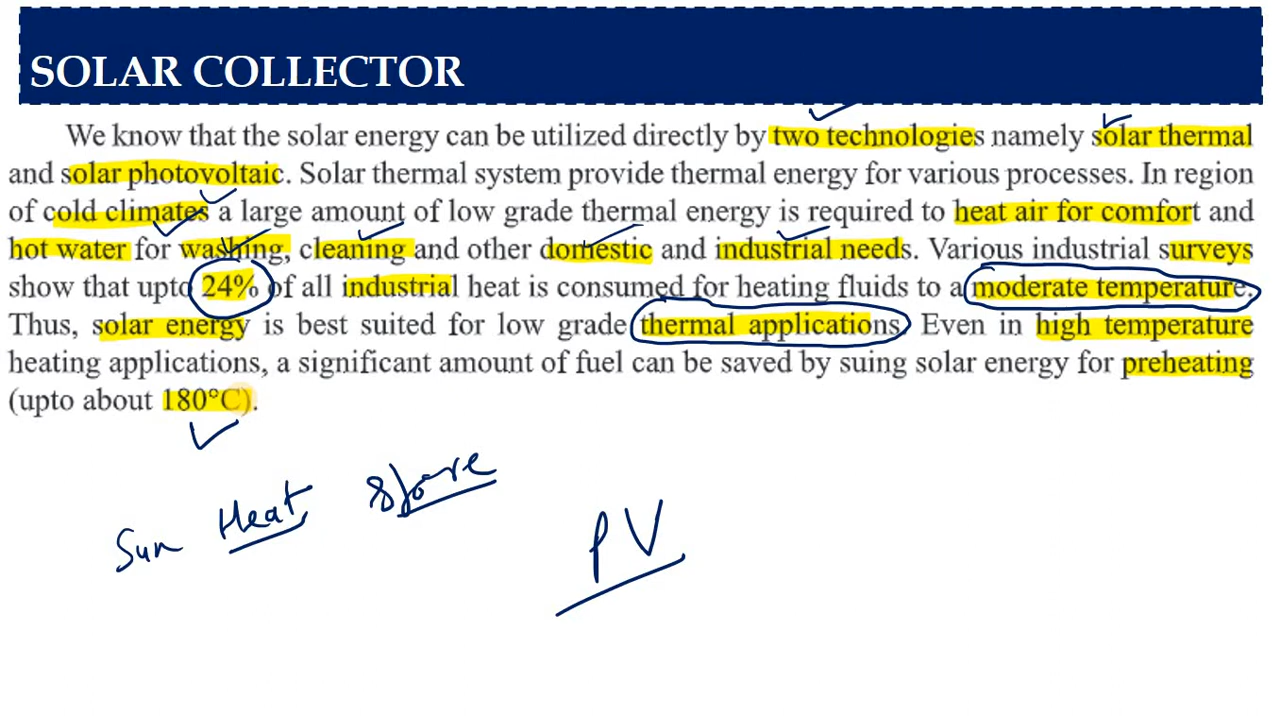 SOLAR COLLECTOR
We know that the solar energy can be utilized directly by two technologies namely solar thermal
and solar photovoltaic. Solar thermal system provide thermal energy for various processes. In region
of cold climates a large amount of low grade thermal energy is required to heat air for comfort and
hot water for washing, cleaning and other domestic and industrial needs. Various industrial surveys
show that upto 24% of all industrial heat is consumed for heating fluids to a moderate temperature.
Thus, solar energy is best suited for low grade thermal applications. Even in high temperature
heating applications, a significant amount of fuel can be saved by suing solar energy for preheating
(upto about 180°C).
Sun Heat store
PV